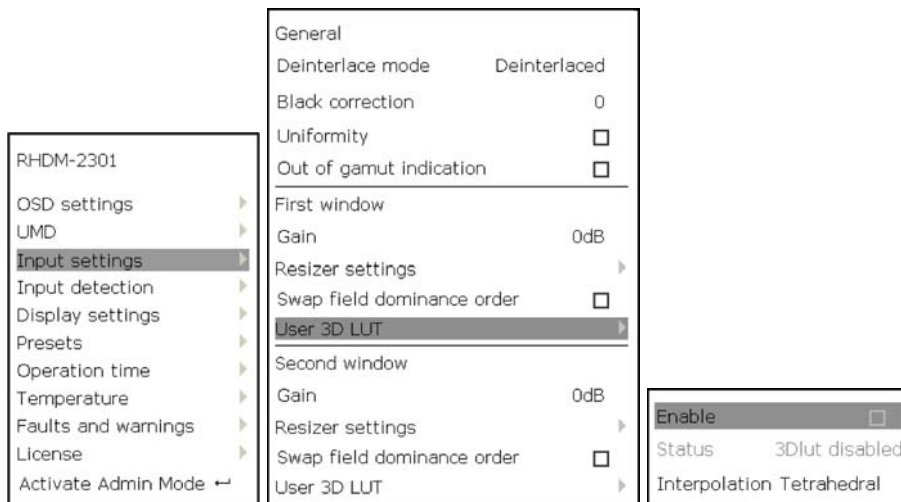 RHDM-2301
OSD settings
UMD
Input settings
Input detection
Display settings
Presets
Operation time
Temperature
Faults and warnings
License
Activate Admin Mode ↵
General
Deinterlace mode Deinterlaced
Black correction 0
Uniformity
Out of gamut indication
First window
Gain 0dB
Resizer settings
Swap field dominance order
User 3D LUT
Second window
Gain 0dB
Resizer settings
Swap field dominance order
User 3D LUT
Enable
Status 3Dlut disabled
Interpolation Tetrahedral